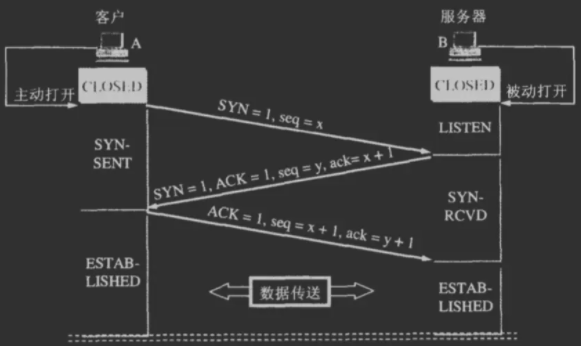 客户
服务器
A
B
CLOSED
CLOSED
主动打开
被动打开
SYN = 1, seq = x
LISTEN
SYN-
SENT
SYN = 1, ACK = 1, seq = y, ack= x + 1
SYN-
RCVD
ACK = 1, seq = x + 1, ack = y + 1
ESTAB-
LISHED
数据传送
ESTAB-
LISHED